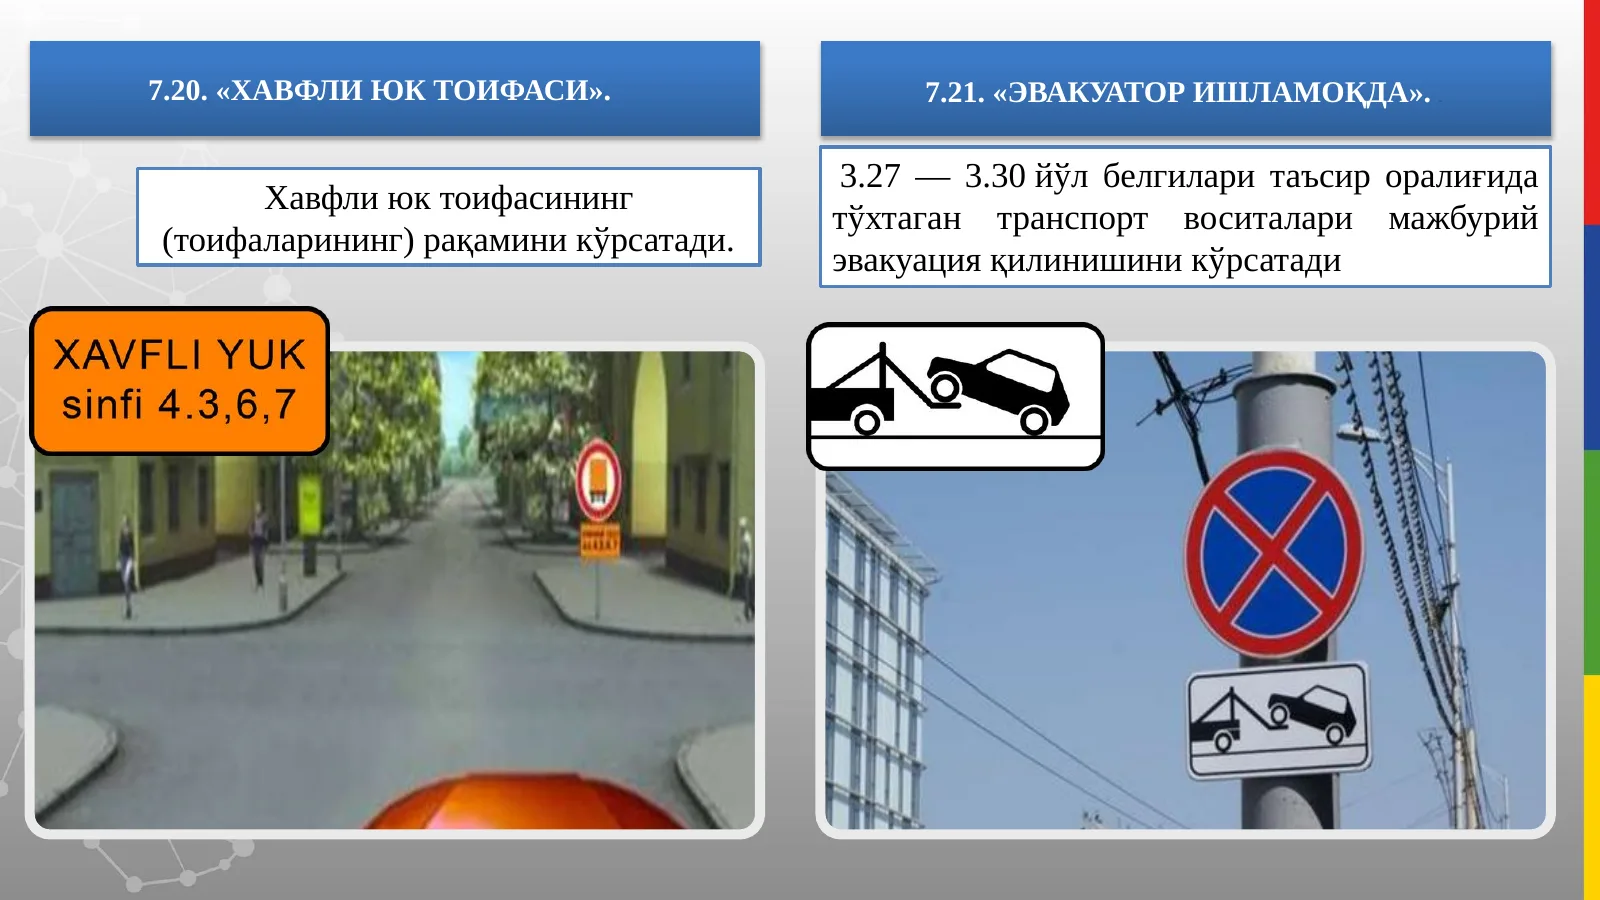 7.20. «ХАВФЛИ ЮК ТОИФАСИ».
Хавфли юк тоифасининг
(тоифаларининг) рақамини кўрсатади.
XAVFLI YUK
sinfi 4.3,6,7
7.21. «ЭВАКУАТОР ИШЛАМОҚДА».
3.27 — 3.30 йўл белгилари таъсир оралиғида
тўхтаган транспорт воситалари мажбурий
эвакуация қилинишини кўрсатади